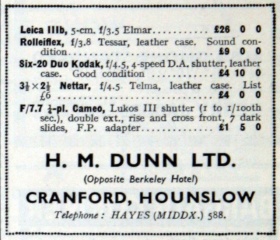 Leica IIIb, 5-cm. f/3.5 Elmar.............. £26 0 0
Rolleiflex, f/3.8 Tessar, leather case. Sound con-
dition........................................ £9 0 0
Six-20 Duo Kodak, f/4.5, 4-speed D.A. shutter, leather
case. Good condition .................. £4 10 0
3¼×2¼ Nettar, f/4.5 Telma, leather case. List
£6 ............................................ £4 0 0
F/7.7 ¼-pl. Cameo, Lukos III shutter (1 to 1/100th
sec.), double ext., rise and cross front, 7 dark
slides, F.P. adapter..................... £1 5 0
H. M. DUNN LTD.
(Opposite Berkeley Hotel)
CRANFORD, HOUNSLOW
Telephone : HAYES (MIDDX.) 588.